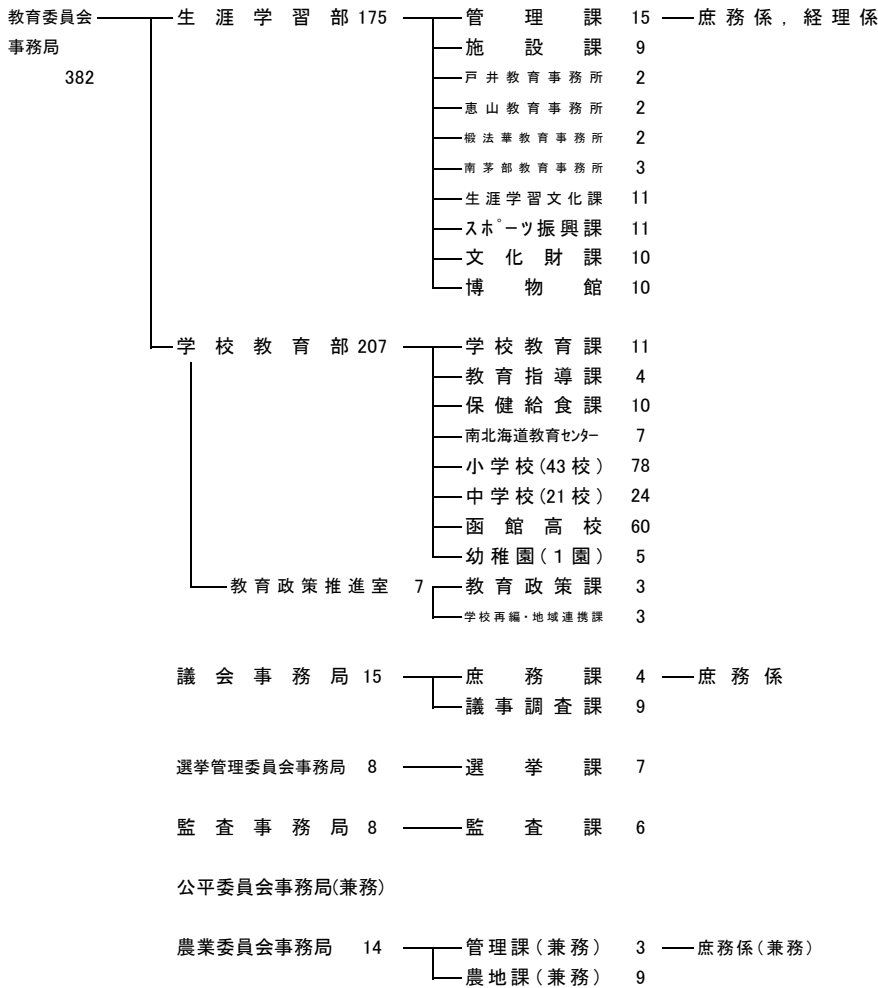 教育委員会 生涯学習部 175 管理課 15 庶務係，経理係
事務局 施設課 9
382 戸井教育事務所 2
恵山教育事務所 2
椴法華教育事務所 2
南茅部教育事務所 3
生涯学習文化課 11
スポーツ振興課 11
文化財課 10
博物館 10
学校教育部 207 学校教育課 11
教育指導課 4
保健給食課 10
南北海道教育センター 7
小学校(43校) 78
中学校(21校) 24
函館高校 60
幼稚園(1園) 5
教育政策推進室 7 教育政策課 3
学校再編・地域連携課 3
議会事務局 15 庶務課 4 庶務係
議事調査課 9
選挙管理委員会事務局 8 選挙課 7
監査事務局 8 監査課 6
公平委員会事務局(兼務)
農業委員会事務局 14 管理課(兼務) 3 庶務係(兼務)
農地課(兼務) 9